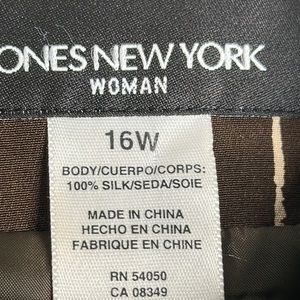 ONES NEW YORK
WOMAN
16W
BODY/CUERPO/CORPS:
100% SILK/SEDA/SOIE
MADE IN CHINA
HECHO EN CHINA
FABRIQUE EN CHINE
RN 54050
CA 08349